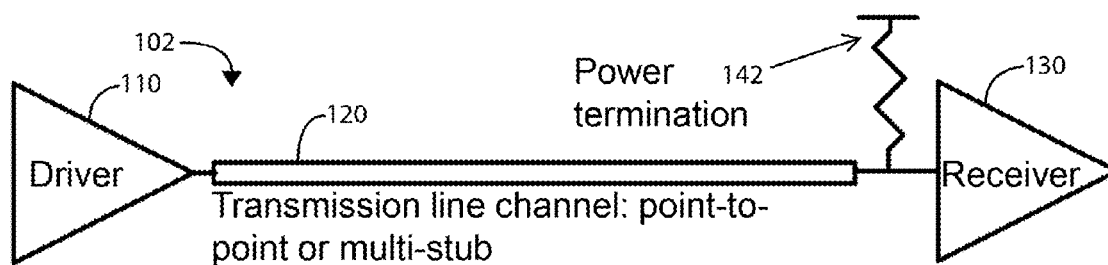 102
110
120
Power
termination
142
130
Driver
Receiver
Transmission line channel: point-to-
point or multi-stub